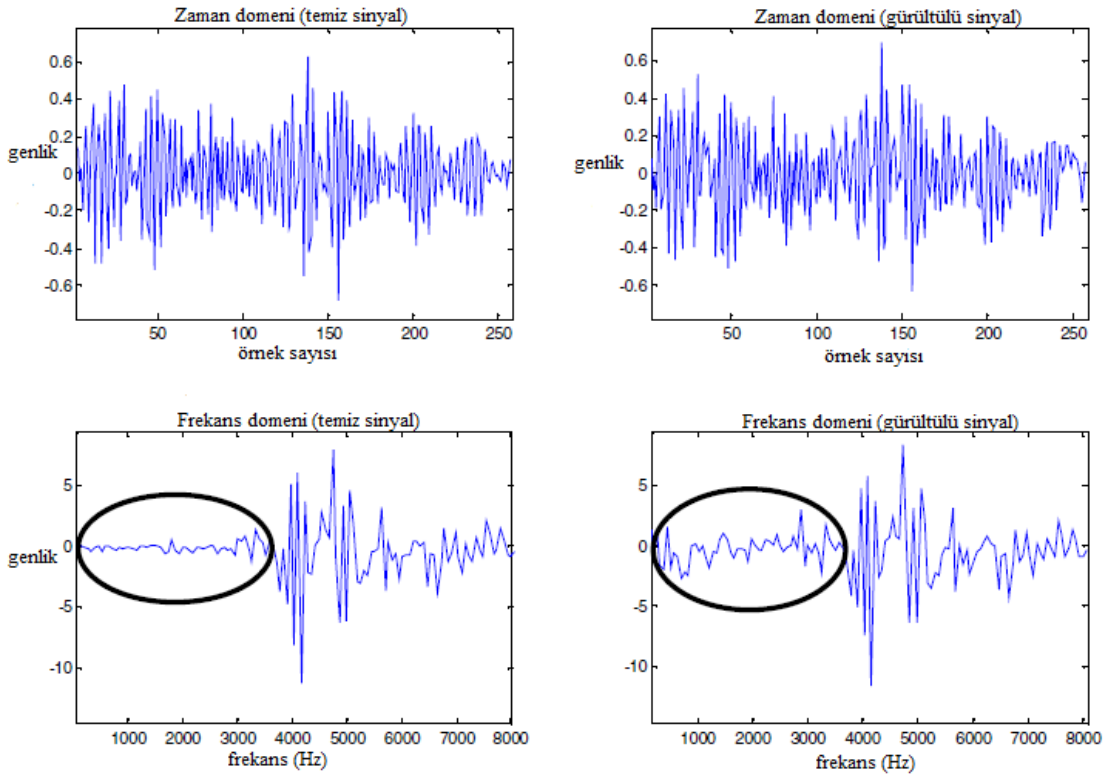 Zaman domeni (temiz sinyal)
0.6
0.4
0.2
genlik
0
-0.2
-0.4
-0.6
50 100 150 200 250
örnek sayısı
Zaman domeni (gürültülü sinyal)
0.6
0.4
0.2
genlik
0
-0.2
-0.4
-0.6
50 100 150 200 250
örnek sayısı
Frekans domeni (temiz sinyal)
5
0
genlik
-5
-10
1000 2000 3000 4000 5000 6000 7000 8000
frekans (Hz)
Frekans domeni (gürültülü sinyal)
5
0
-5
-10
1000 2000 3000 4000 5000 6000 7000 8000
frekans (Hz)